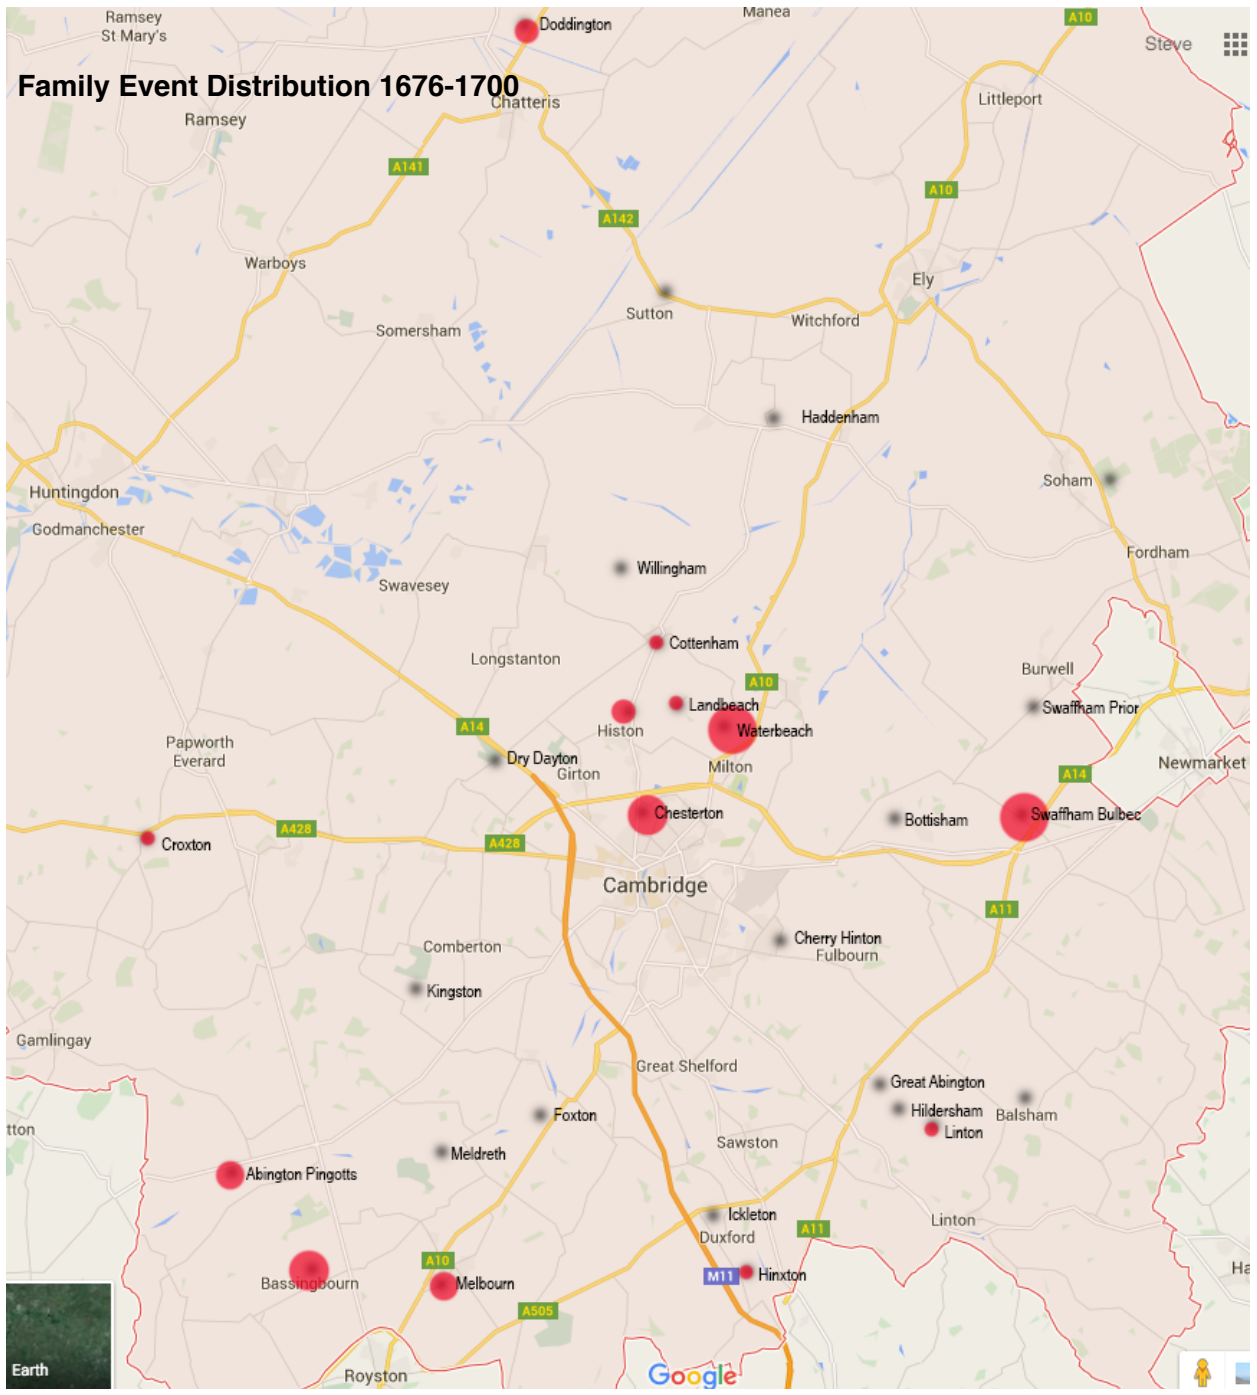 Ramsey
St Mary's
Doddington
Manea
A10
Steve
Family Event Distribution 1676-1700
Chatteris
Littleport
Ramsey
A141
A10
A142
Warboys
Ely
Sutton
Witchford
Somersham
Haddenham
Soham
Huntingdon
Godmanchester
Fordham
Willingham
Swavesey
Cottenham
Longstanton
Burwell
A10
Landbeach
Swaffham Prior
A14
Histon
Waterbeach
Papworth
Everard
Dry Dayton
Girton
Milton
Newmarket
A14
Chesterton
Swaffham Bulbec
Bottisham
A428
Croxton
A428
Cambridge
A11
Cherry Hinton
Comberton
Fulbourn
Kingston
Gamlingay
Great Shelford
Great Abington
Hildersham
Balsham
Foxton
tton
Linton
Sawston
Meldreth
Abington Pingotts
Ickleton
Linton
A11
Duxford
A10
Ha
Bassingbourn
Melbourn
M11
Hinxton
A505
Earth
Royston
Google